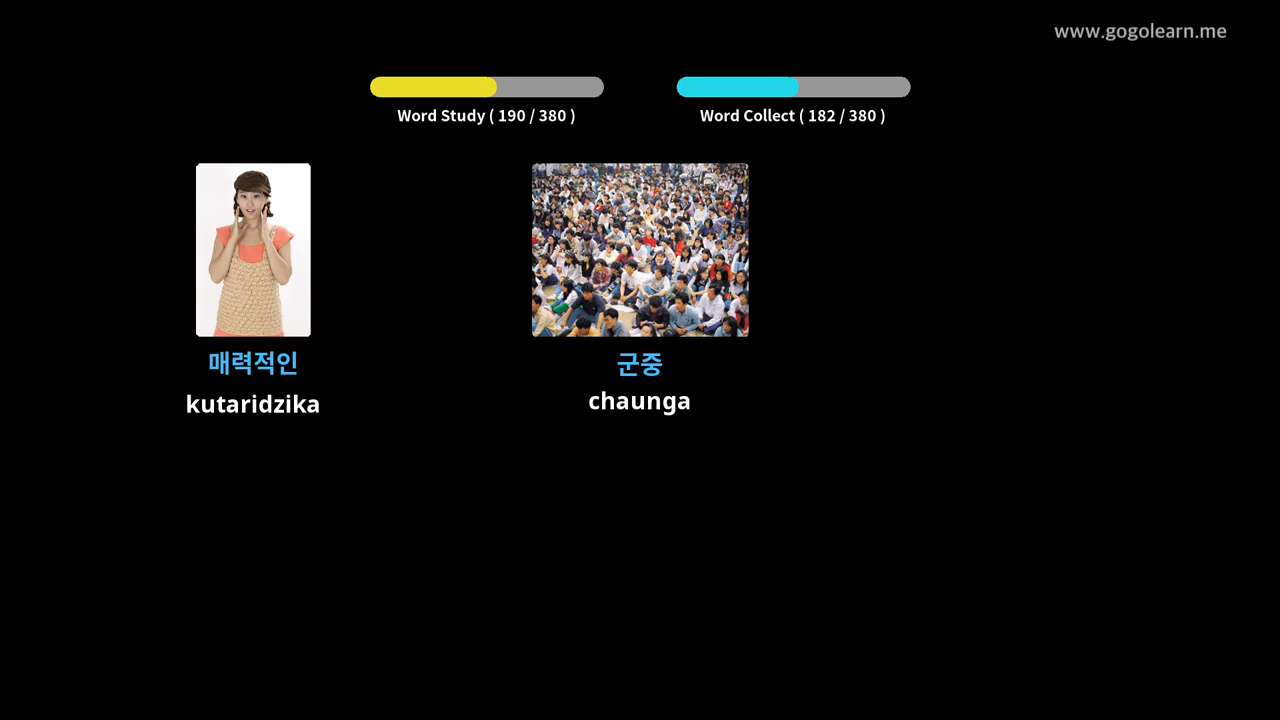 www.gogolearn.me
Word Study ( 190 / 380 )
Word Collect ( 182 / 380 )
매력적인
kutaridzika
군중
chaunga